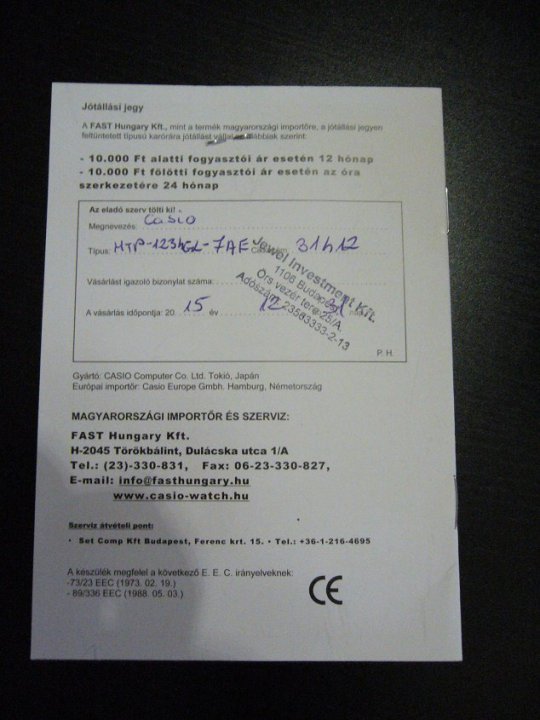 Jótállási jegy
A FAST Hungary Kft., mint a termék magyarországi importőre, a jótállási jegyen
feltüntetett típusú karórára jótállást vállal az alábbiak szerint:
- 10.000 Ft alatti fogyasztói ár esetén 12 hónap
- 10.000 Ft fölötti fogyasztói ár esetén az óra
szerkezetére 24 hónap
Az eladó szerv tölti ki!
Megnevezés: Casio
Típus: MTP-1234GL-7AE 31412
Jewel Investment Kft.
1106 Budapest
Örs vezér tere 25/A
Adószám: 23583333-2-13
Vásárlást igazoló bizonylat száma:
A vásárlás időpontja: 20 15 év 12
P. H.
Gyártó: CASIO Computer Co. Ltd. Tokió, Japán
Európai importőr: Casio Europe Gmbh. Hamburg, Németország
MAGYARORSZÁGI IMPORTŐR ÉS SZERVIZ:
FAST Hungary Kft.
H-2045 Törökbálint, Dulácska utca 1/A
Tel.: (23)-330-831, Fax: 06-23-330-827,
E-mail: info@fasthungary.hu
www.casio-watch.hu
Szerviz átvételi pont:
• Set Comp Kft Budapest, Ferenc krt. 15. • Tel.: +36-1-216-4695
A készülék megfelel a következő E. E. C. irányelveknek:
-73/23 EEC (1973. 02. 19.)
- 89/336 EEC (1988. 05. 03.)
CE